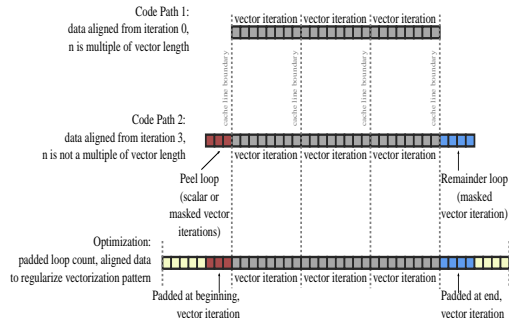 Code Path 1:
data aligned from iteration 0,
n is multiple of vector length
vector iteration vector iteration vector iteration
cache line boundary
cache line boundary
cache line boundary
cache line boundary
Code Path 2:
data aligned from iteration 3,
n is not a multiple of vector length
vector iteration vector iteration vector iteration
Peel loop
(scalar or
masked vector
iterations)
Remainder loop
(masked
vector iteration)
Optimization:
padded loop count, aligned data
to regularize vectorization pattern
vector iteration vector iteration vector iteration
Padded at beginning,
vector iteration
Padded at end,
vector iteration